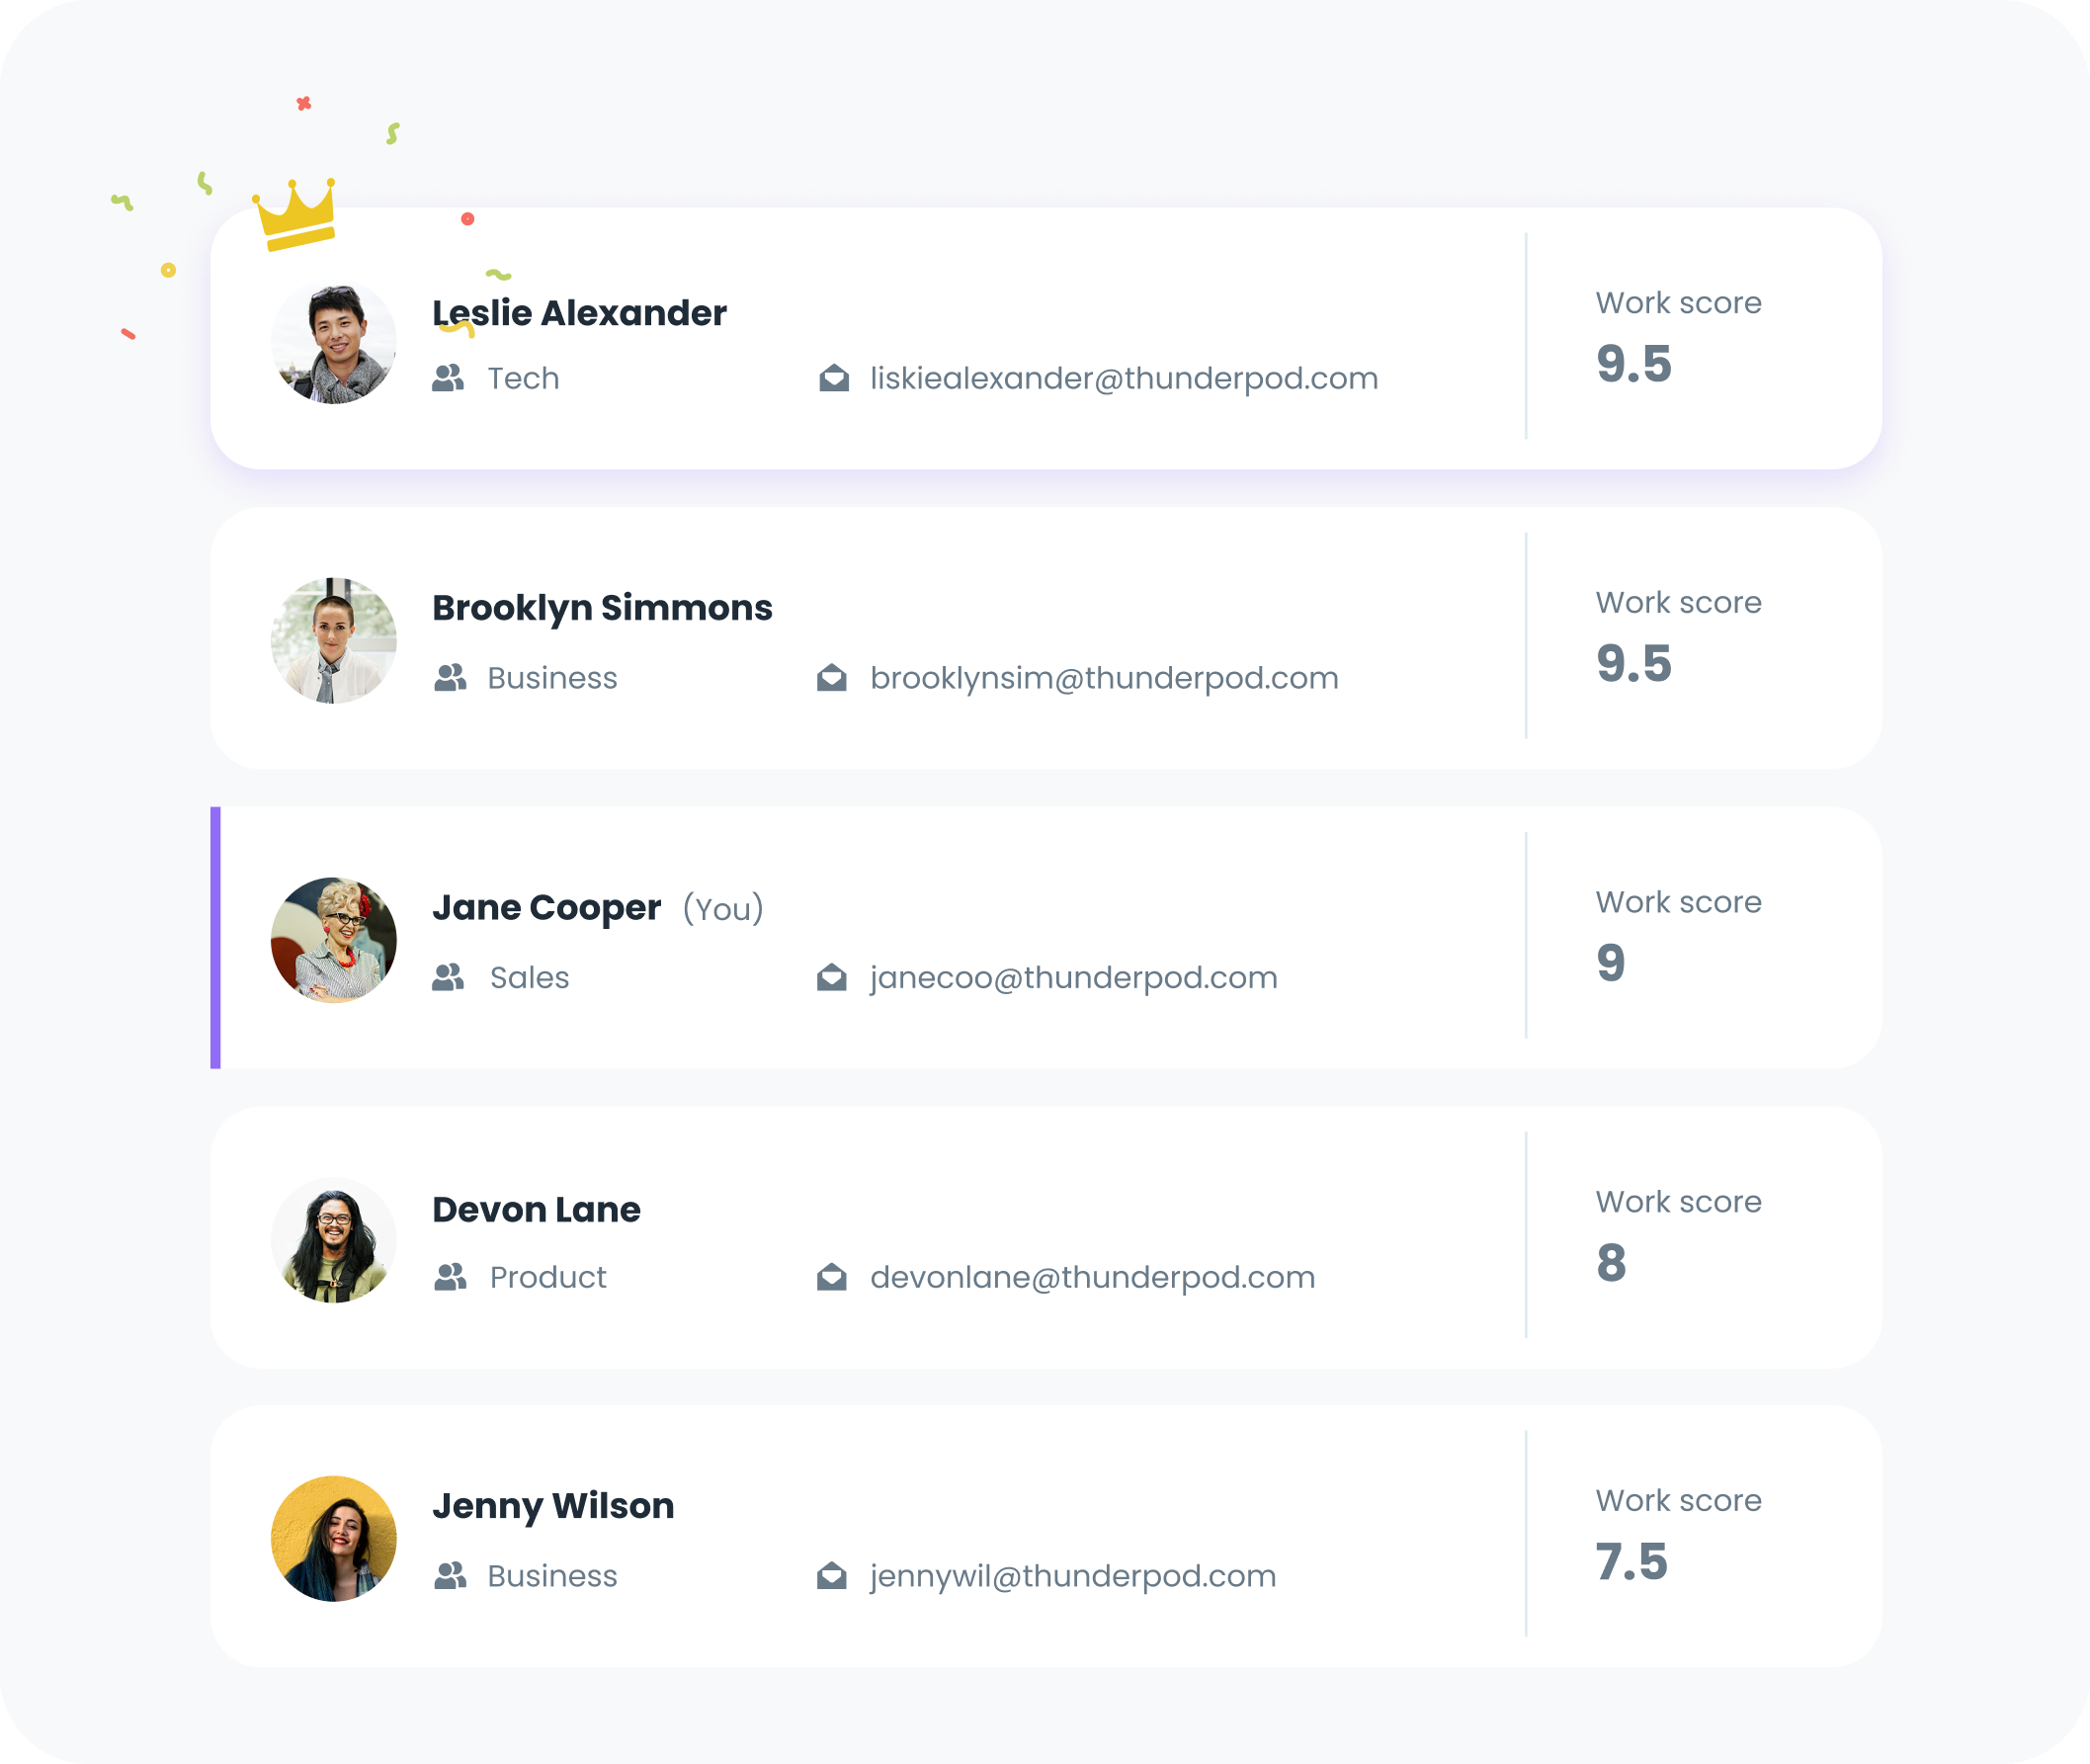 Leslie Alexander
Tech
liskiealexander@thunderpod.com
Work score
9.5
Brooklyn Simmons
Business
brooklynsim@thunderpod.com
Work score
9.5
Jane Cooper (You)
Sales
janecoo@thunderpod.com
Work score
9
Devon Lane
Product
devonlane@thunderpod.com
Work score
8
Jenny Wilson
Business
jennywil@thunderpod.com
Work score
7.5